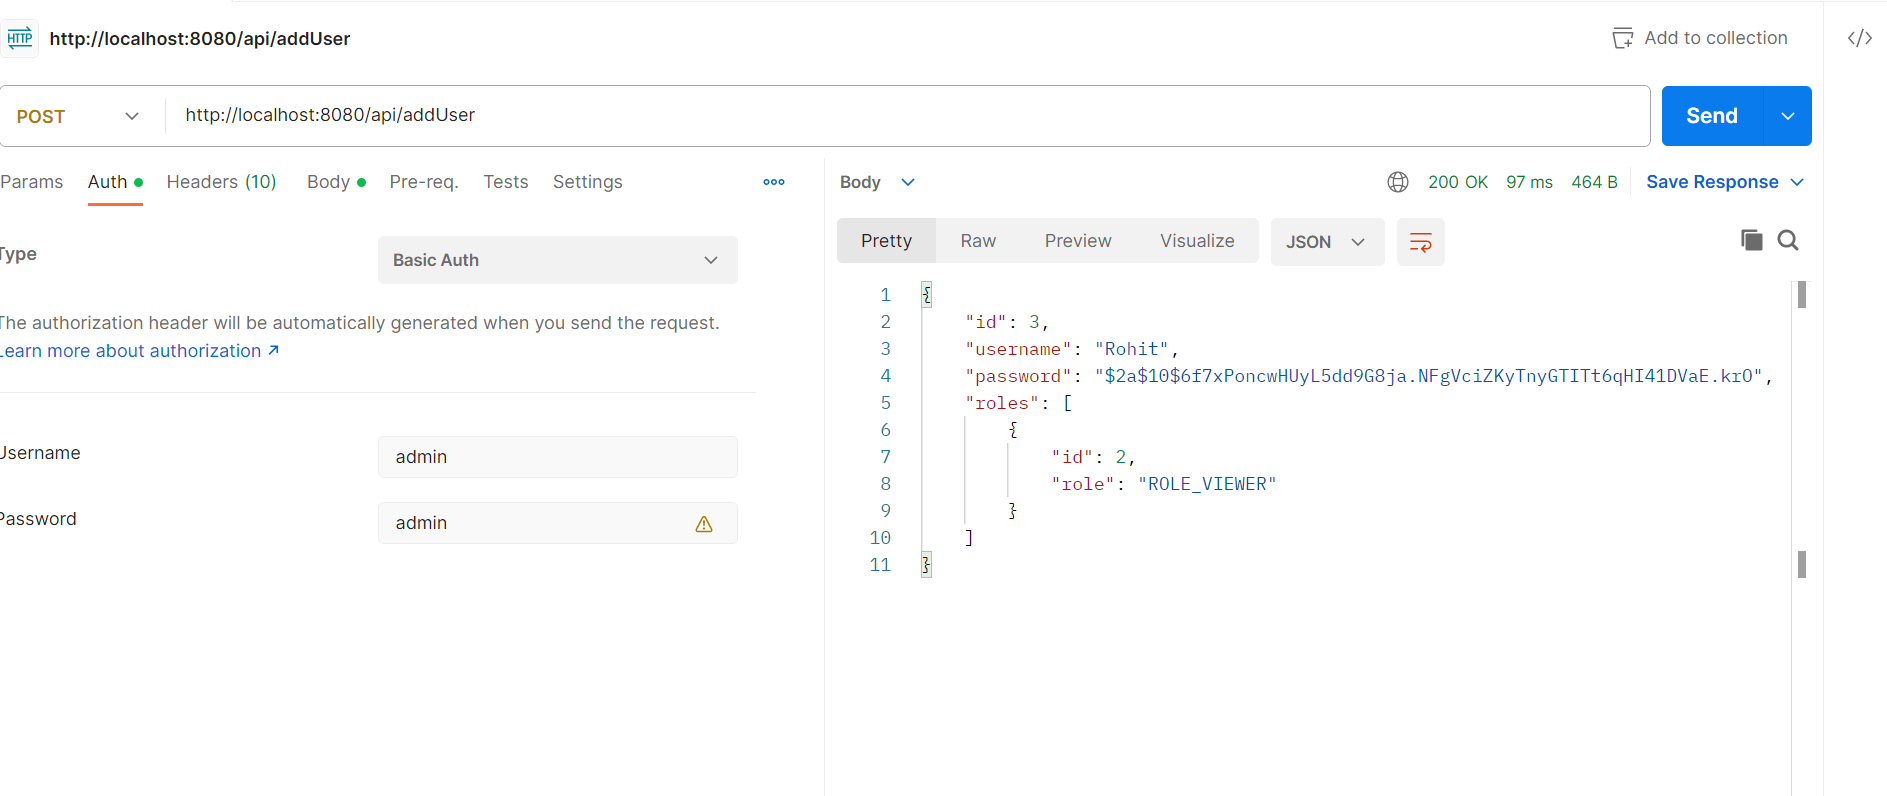 HTTP http://localhost:8080/api/addUser
Add to collection
</>
POST
http://localhost:8080/api/addUser
Send
Params Auth Headers (10) Body Pre-req. Tests Settings
Type
Basic Auth
The authorization header will be automatically generated when you send the request.
Learn more about authorization ↗
Username
admin
Password
admin
Body
200 OK 97 ms 464 B Save Response
Pretty Raw Preview Visualize JSON
1 {
2 "id": 3,
3 "username": "Rohit",
4 "password": "$2a$10$6f7xPoncwHUyL5dd9G8ja.NFgVciZKyTnyGTITt6qHI41DVaE.krO",
5 "roles": [
6 {
7 "id": 2,
8 "role": "ROLE_VIEWER"
9 }
10 ]
11 }